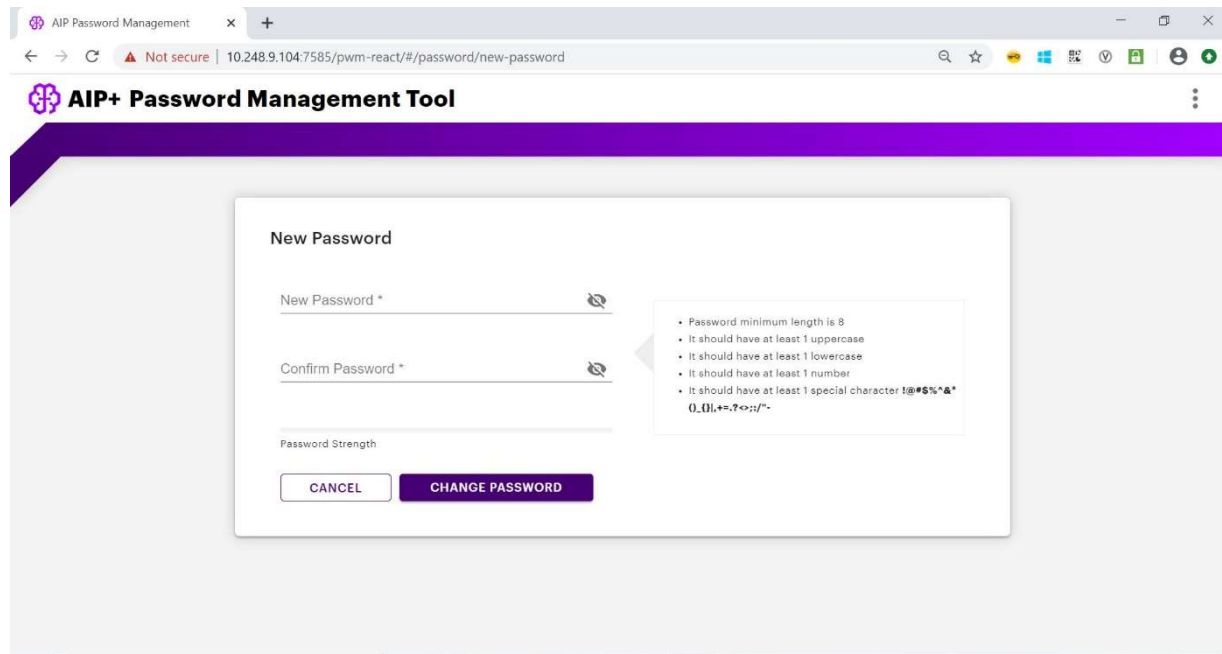 AIP Password Management
Not secure | 10.248.9.104:7585/pwm-react/#/password/new-password
AIP+ Password Management Tool
New Password
New Password *
Confirm Password *
• Password minimum length is 8
• It should have at least 1 uppercase
• It should have at least 1 lowercase
• It should have at least 1 number
• It should have at least 1 special character !@#$%^&*
()_{}|,+=.?<>;:/"-
Password Strength
CANCEL
CHANGE PASSWORD